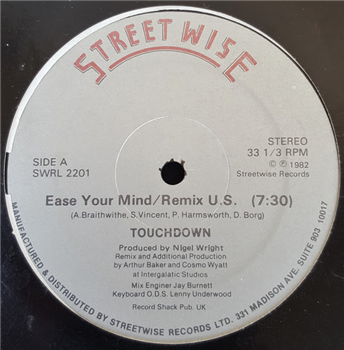 STREETWISE
SIDE A
SWRL 2201
STEREO
33 1/3 RPM
© ℗ 1982
Streetwise Records
Ease Your Mind/Remix U.S. (7:30)
(A.Braithwithe, S.Vincent, P. Harmsworth, D. Borg)
TOUCHDOWN
Produced by Nigel Wright
Remix and Additional Production
by Arthur Baker and Cosmo Wyatt
at Intergalatic Studios
Mix Enginer Jay Burnett
Keyboard O.D.S. Lenny Underwood
Record Shack Pub. UK
MANUFACTURED & DISTRIBUTED BY STREETWISE RECORDS LTD. 331 MADISON AVE. SUITE 903 10017